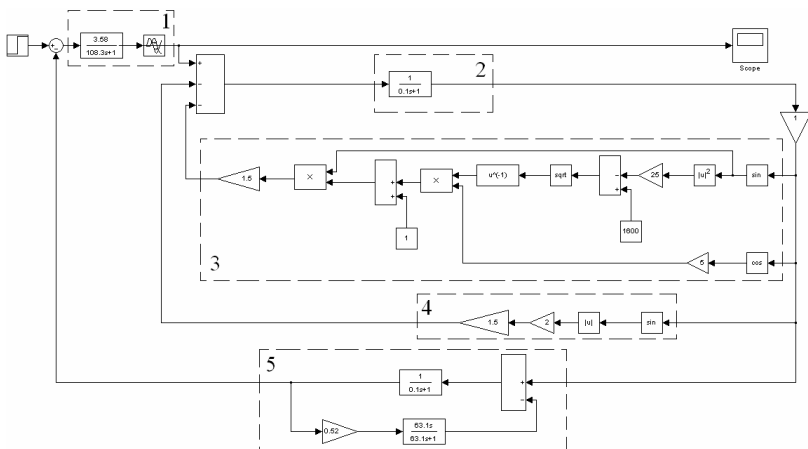 1
3.58
108.3s+1
+
-
Scope
+
-
-
2
1
0.1s+1
1
3
1.5
×
+
+
1
×
u^(-1)
sqrt
-
+
1600
25
|u|²
sin
5
cos
4
1.5
2
|u|
sin
5
1
0.1s+1
+
-
0.52
63.1s
63.1s+1